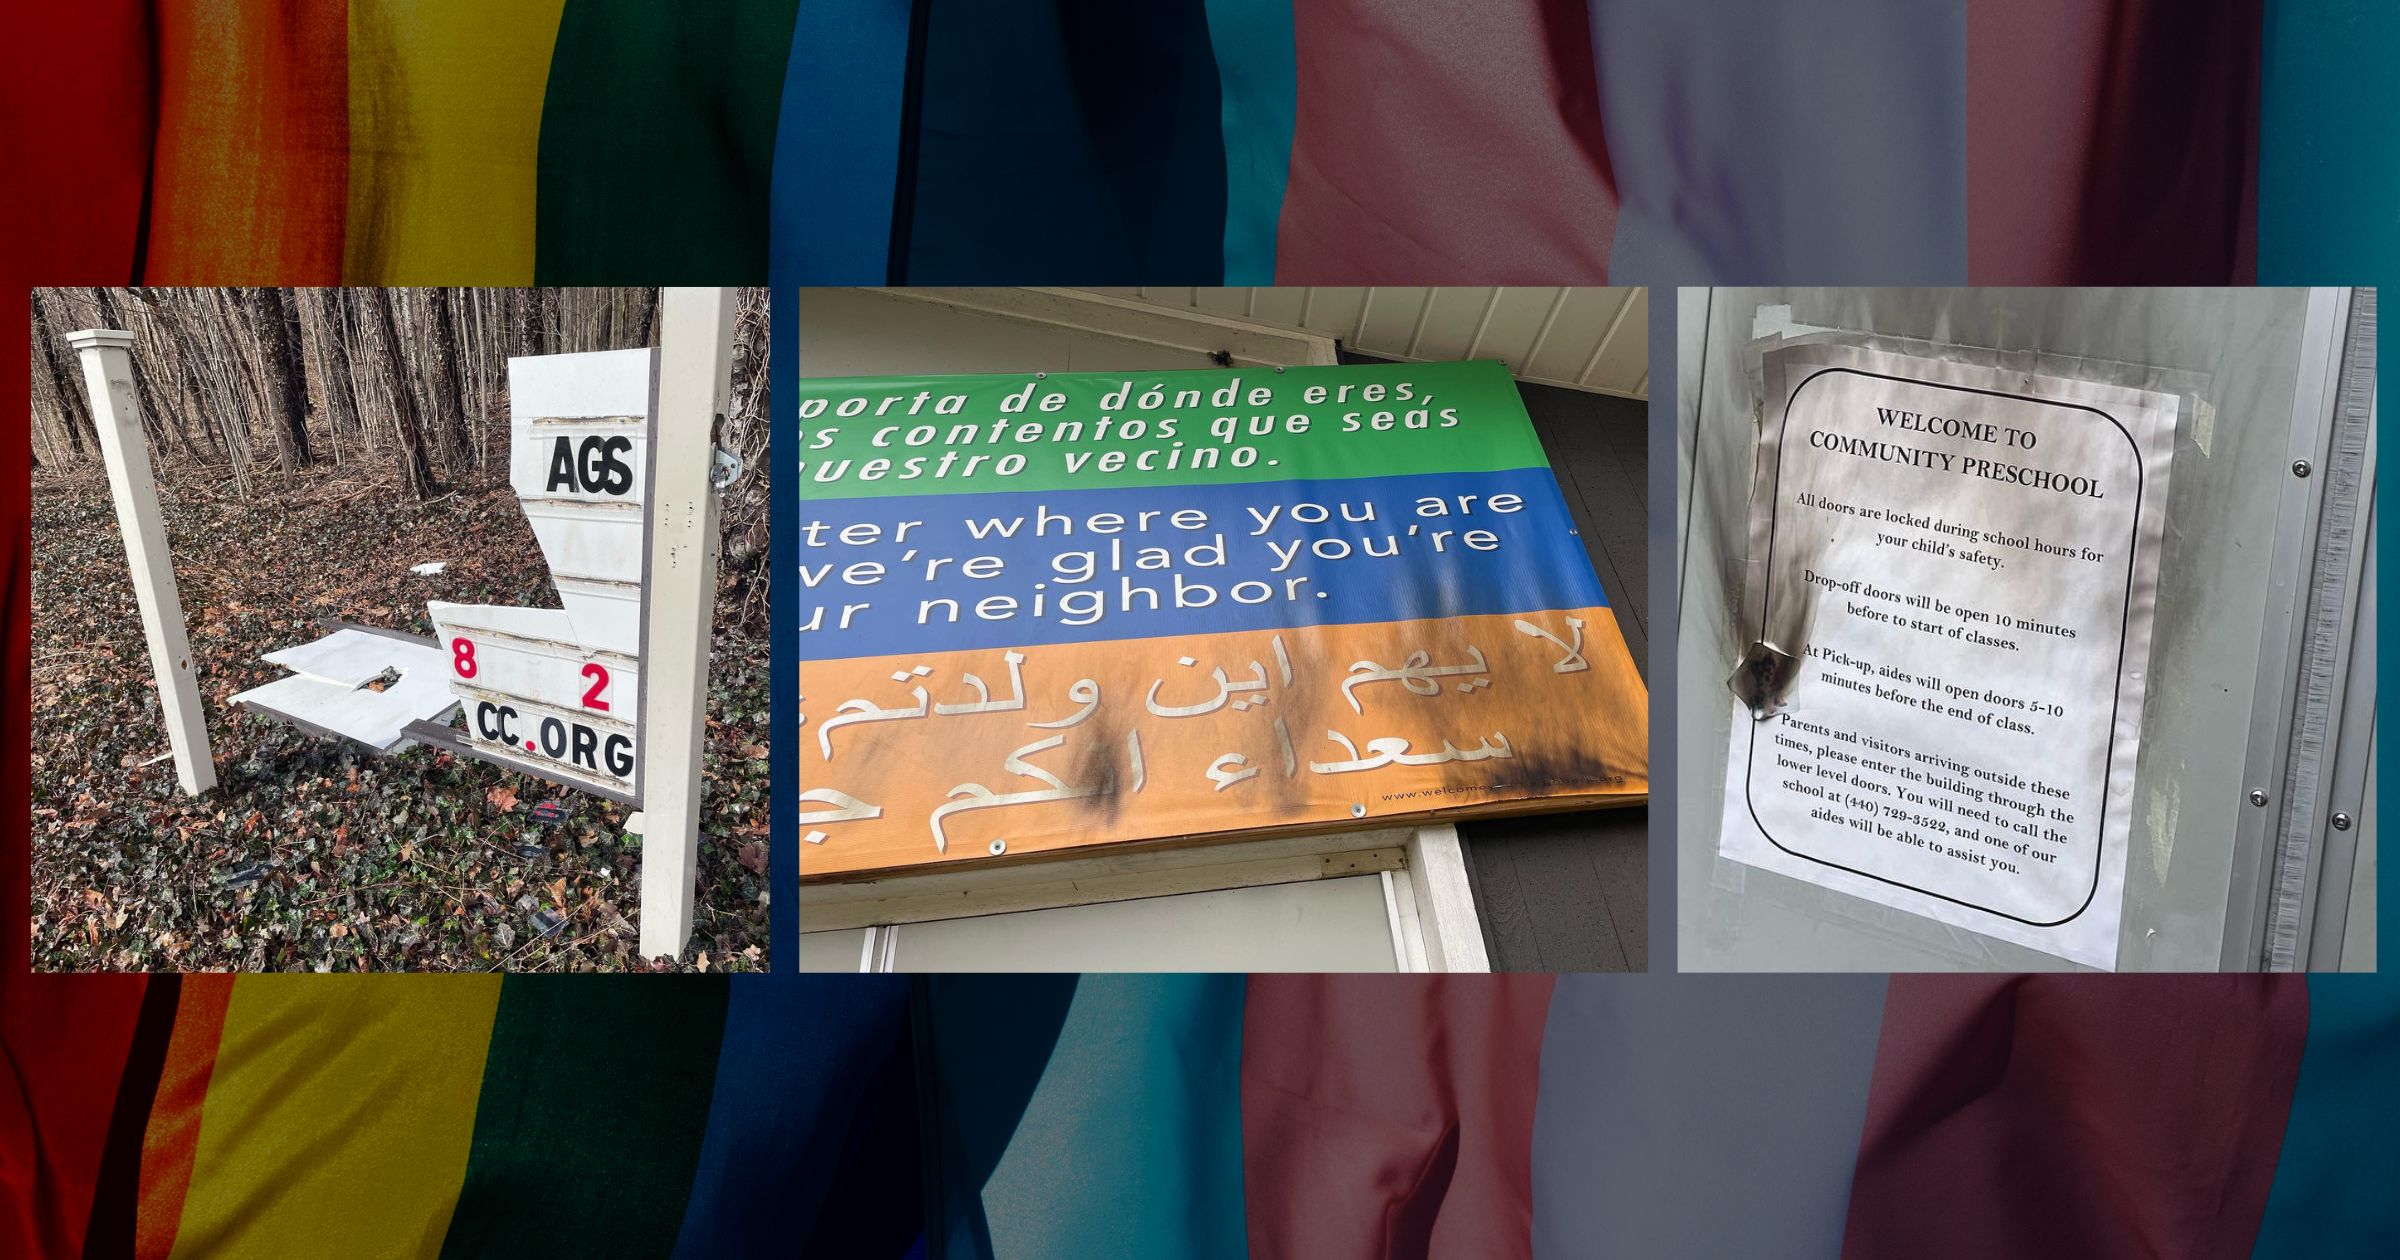 AGS
8 2
CC.ORG
porta de dónde eres,
s contentos que seas
uestro vecino.
ter where you are
we're glad you're
ur neighbor.
لا يهم اين ولدتم
سعداء
WELCOME TO
COMMUNITY PRESCHOOL
All doors are locked during school hours for
your child's safety.
Drop-off doors will be open 10 minutes
before to start of classes.
At Pick-up, aides will open doors 5-10
minutes before the end of class.
Parents and visitors arriving outside these
times, please enter the building through the
lower level doors. You will need to call the
school at (440) 729-3522, and one of our
aides will be able to assist you.